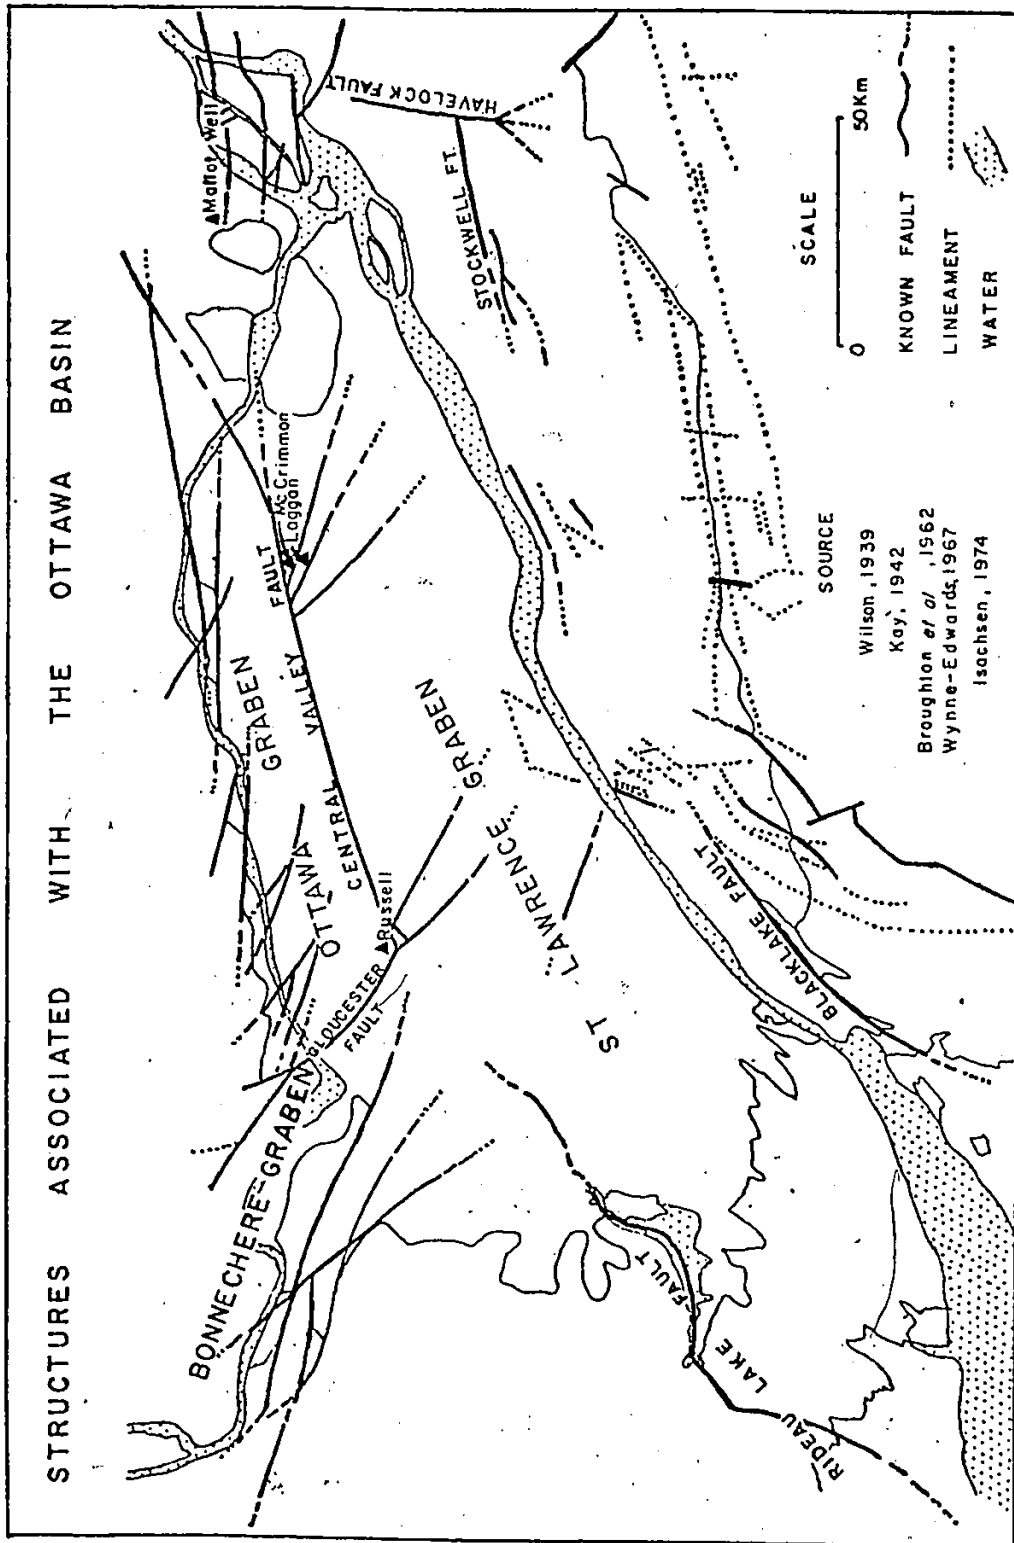 STRUCTURES ASSOCIATED WITH THE OTTAWA BASIN
BONNECHERE-GRABEN
GLOUCESTER
FAULT
Russell
OTTAWA
GRABEN
CENTRAL VALLEY FAULT
McCrimmon
Laggan
Mallot Well
HAVELOCK FAULT
STOCKWELL FT.
ST LAWRENCE GRABEN
RIDEAU LAKE FAULT
BLACKLAKE FAULT
SOURCE
Wilson, 1939
Kay, 1942
Broughton et al, 1962
Wynne-Edwards, 1967
Isachsen, 1974
SCALE
0 50Km
KNOWN FAULT
LINEAMENT
WATER